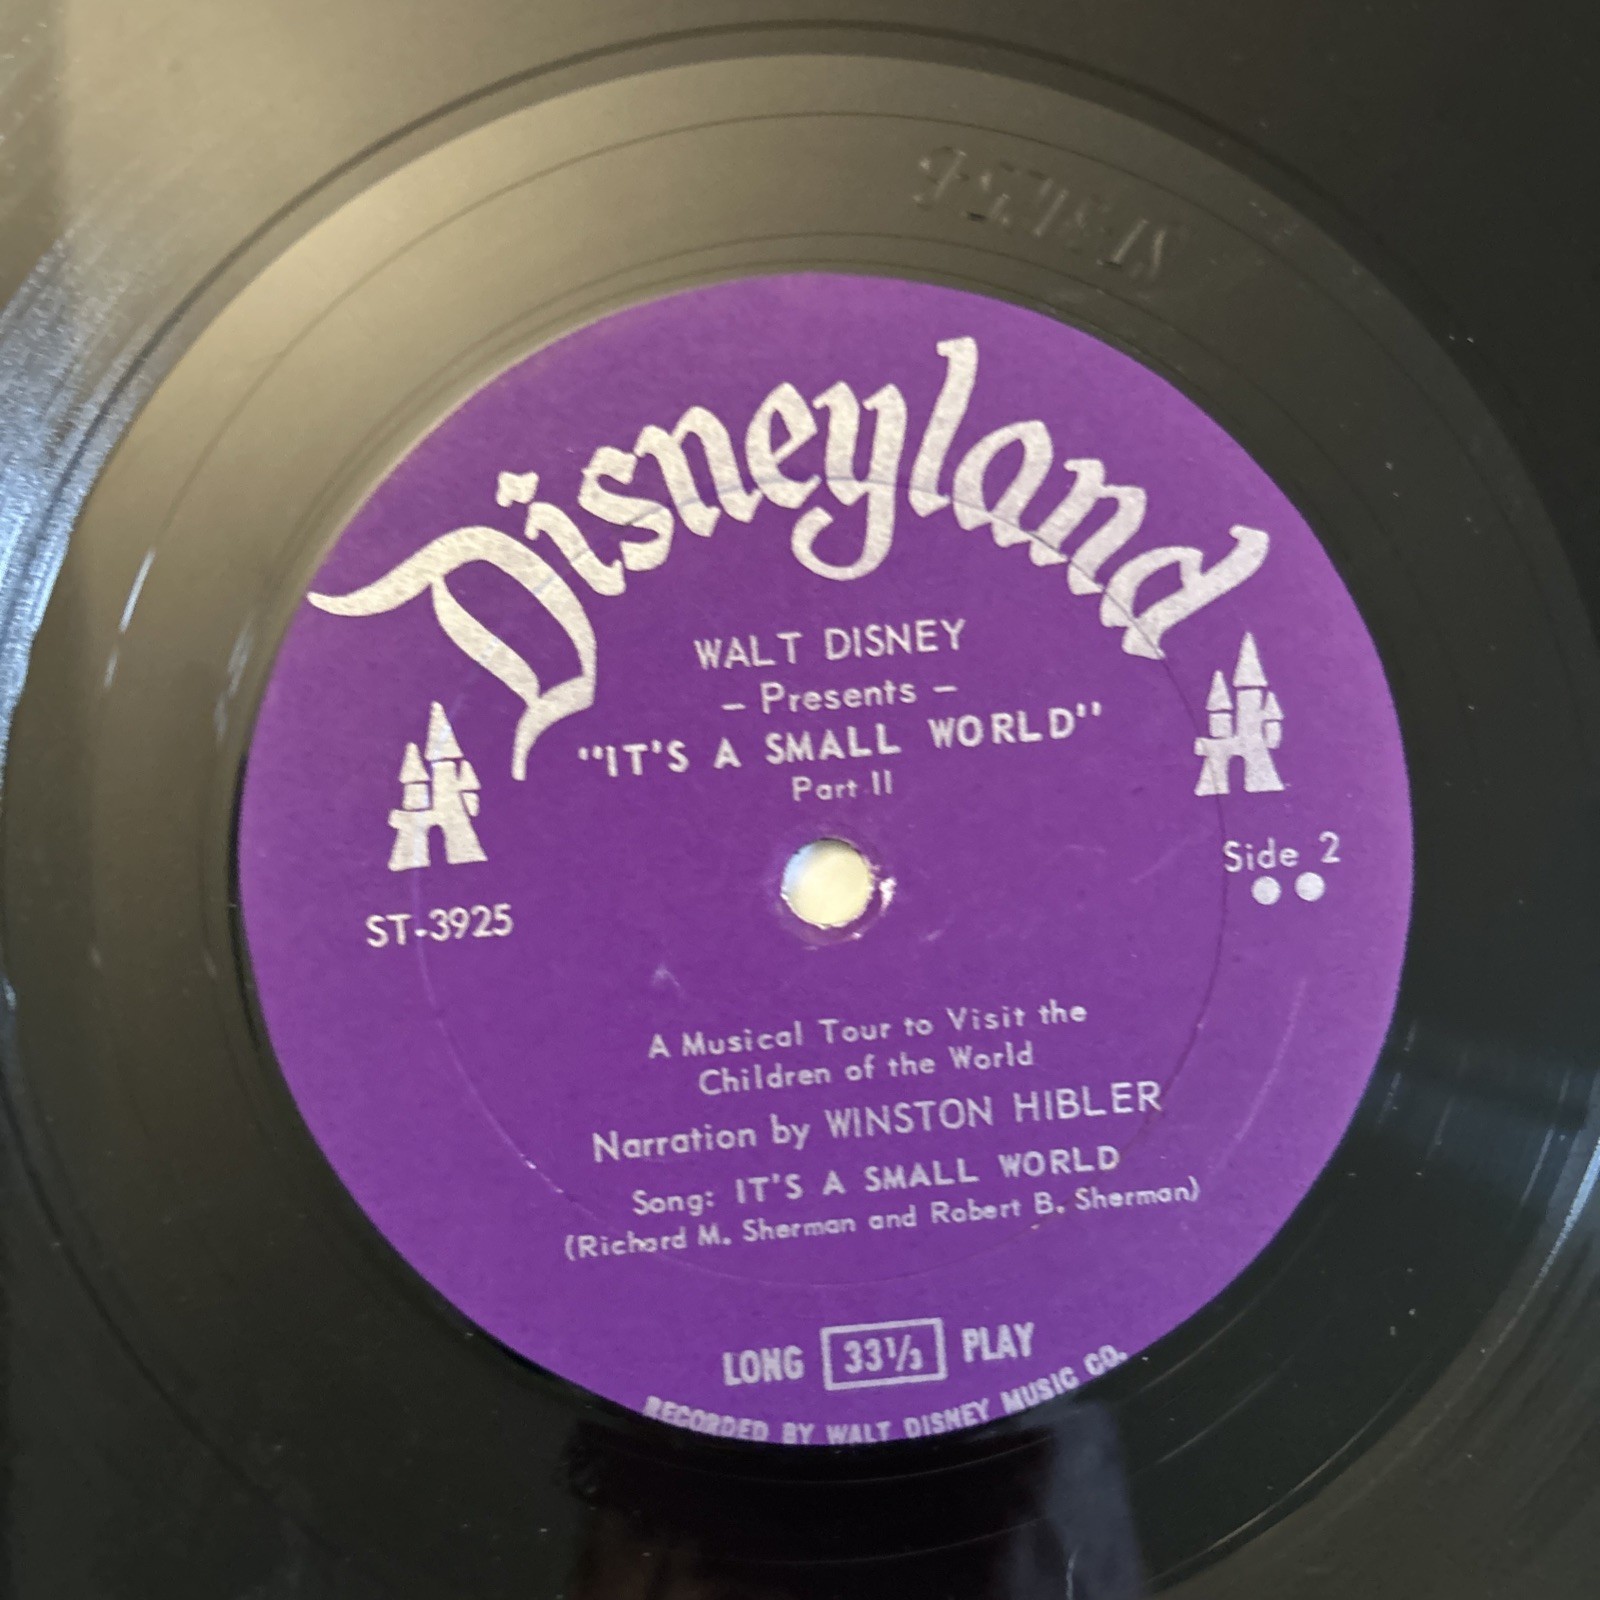 Disneyland
WALT DISNEY
– Presents –
"IT'S A SMALL WORLD"
Part II
Side 2
ST-3925
A Musical Tour to Visit the
Children of the World
Narration by WINSTON HIBLER
Song: IT'S A SMALL WORLD
(Richard M. Sherman and Robert B. Sherman)
LONG 33⅓ PLAY
RECORDED BY WALT DISNEY MUSIC CO.